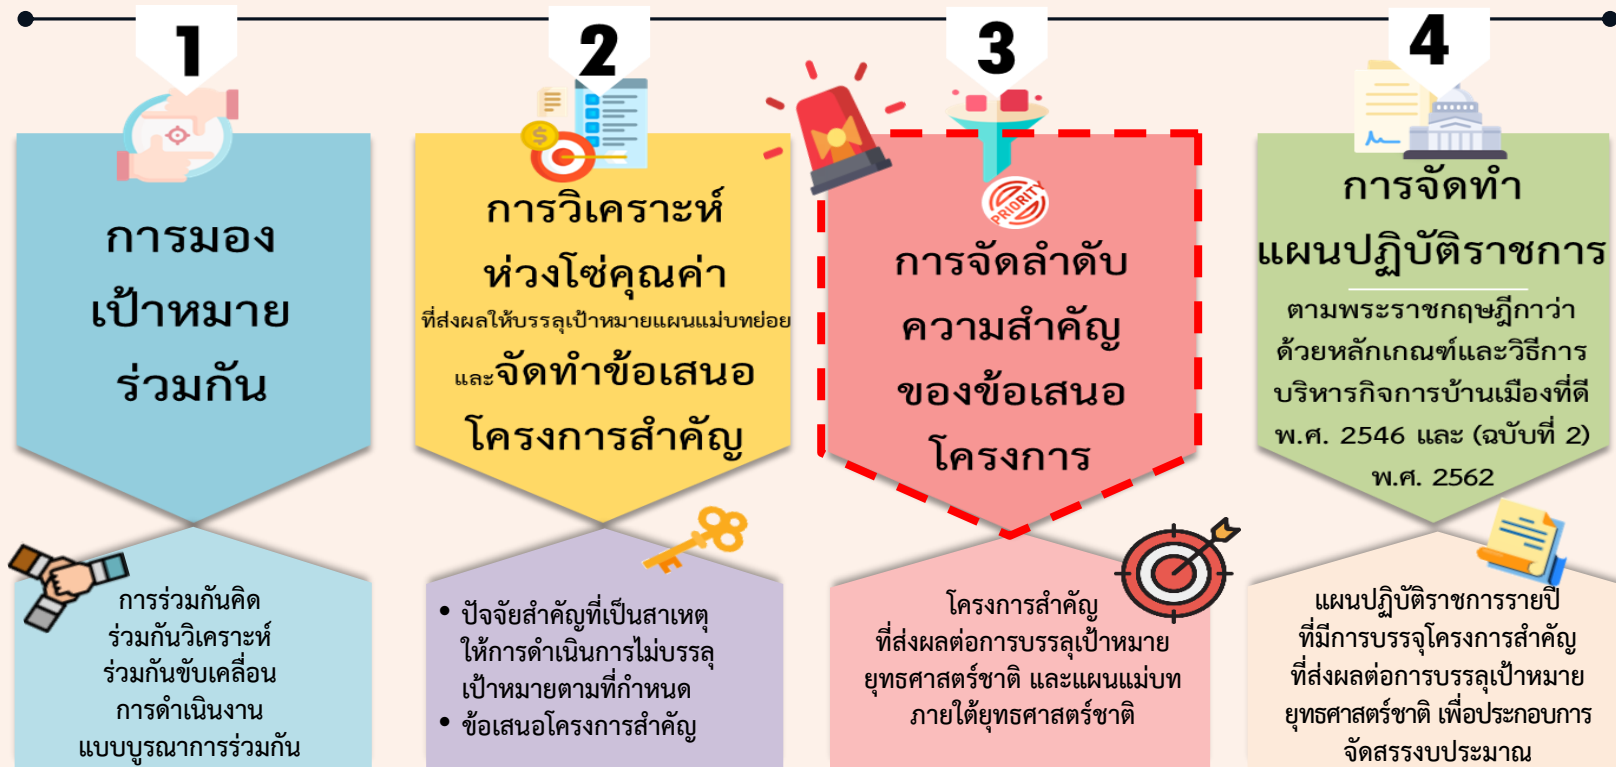 1
การมอง
เป้าหมาย
ร่วมกัน
การร่วมกันคิด
ร่วมกันวิเคราะห์
ร่วมกันขับเคลื่อน
การดำเนินงาน
แบบบูรณาการร่วมกัน
2
$
การวิเคราะห์
ห่วงโซ่คุณค่า
ที่ส่งผลให้บรรลุเป้าหมายแผนแม่บทย่อย
และจัดทำข้อเสนอ
โครงการสำคัญ
• ปัจจัยสำคัญที่เป็นสาเหตุ
ให้การดำเนินการไม่บรรลุ
เป้าหมายตามที่กำหนด
• ข้อเสนอโครงการสำคัญ
3
PRIORITY
การจัดลำดับ
ความสำคัญ
ของข้อเสนอ
โครงการ
โครงการสำคัญ
ที่ส่งผลต่อการบรรลุเป้าหมาย
ยุทธศาสตร์ชาติ และแผนแม่บท
ภายใต้ยุทธศาสตร์ชาติ
4
การจัดทำ
แผนปฏิบัติราชการ
ตามพระราชกฤษฎีกาว่า
ด้วยหลักเกณฑ์และวิธีการ
บริหารกิจการบ้านเมืองที่ดี
พ.ศ. 2546 และ (ฉบับที่ 2)
พ.ศ. 2562
แผนปฏิบัติราชการรายปี
ที่มีการบรรจุโครงการสำคัญ
ที่ส่งผลต่อการบรรลุเป้าหมาย
ยุทธศาสตร์ชาติ เพื่อประกอบการ
จัดสรรงบประมาณ